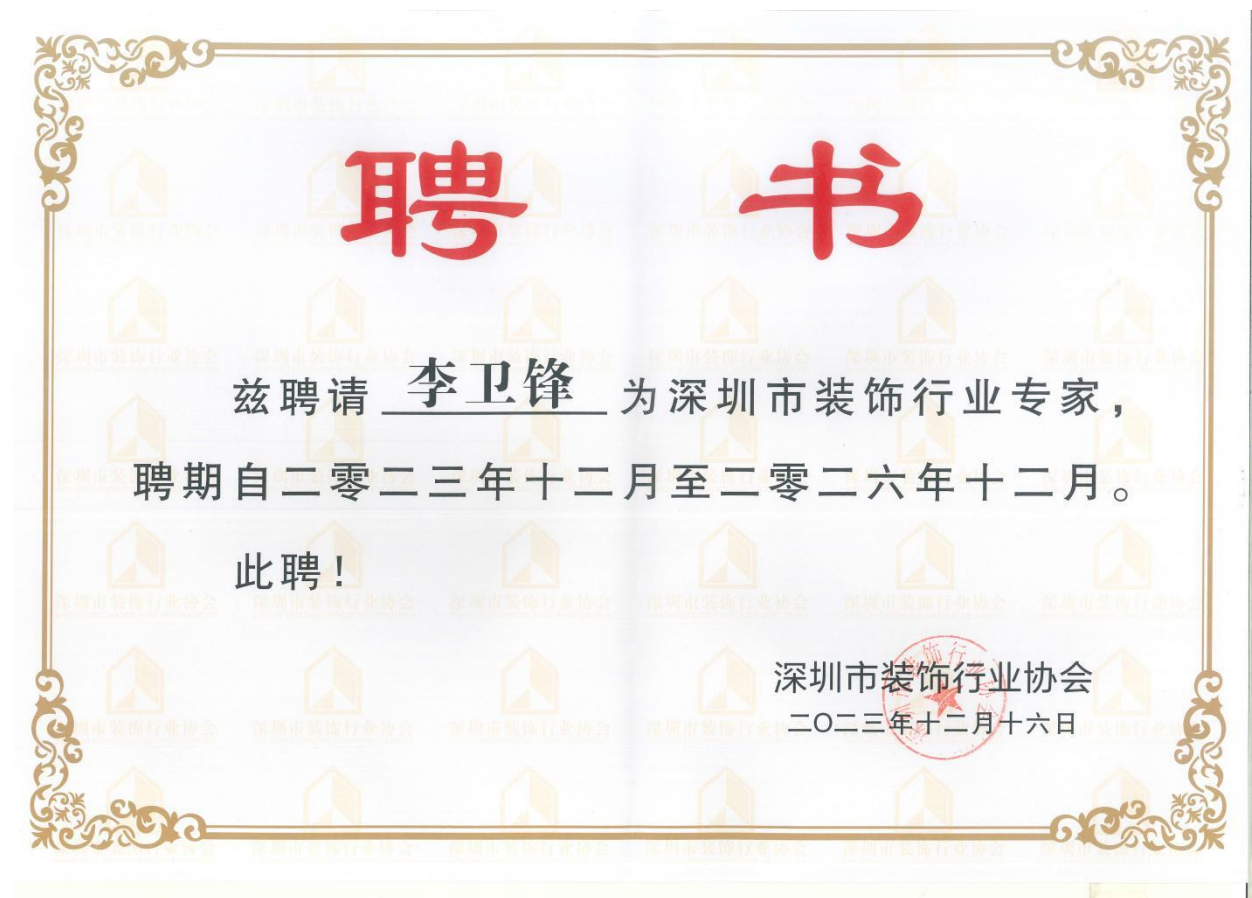 聘 书
兹聘请 李卫锋 为深圳市装饰行业专家，
聘期自二零二三年十二月至二零二六年十二月。
此聘！
深圳市装饰行业协会
二〇二三年十二月十六日